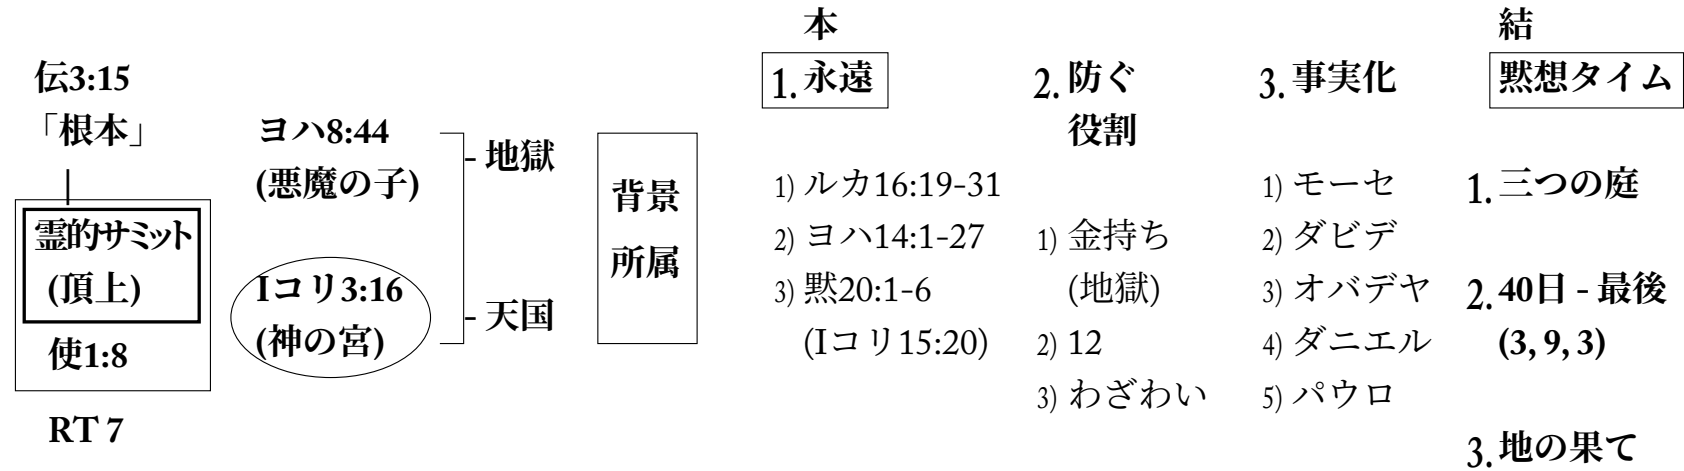 伝3:15
「根本」
霊的サミット
(頂上)
使1:8
RT 7
ヨハ8:44
(悪魔の子)
Iコリ3:16
(神の宮)
- 地獄
- 天国
背景
所属
本
1. 永遠
1) ルカ16:19-31
2) ヨハ14:1-27
3) 黙20:1-6
(Iコリ15:20)
2. 防ぐ
役割
1) 金持ち
(地獄)
2) 12
3) わざわい
3. 事実化
1) モーセ
2) ダビデ
3) オバデヤ
4) ダニエル
5) パウロ
結
黙想タイム
1. 三つの庭
2. 40日 - 最後
(3, 9, 3)
3. 地の果て